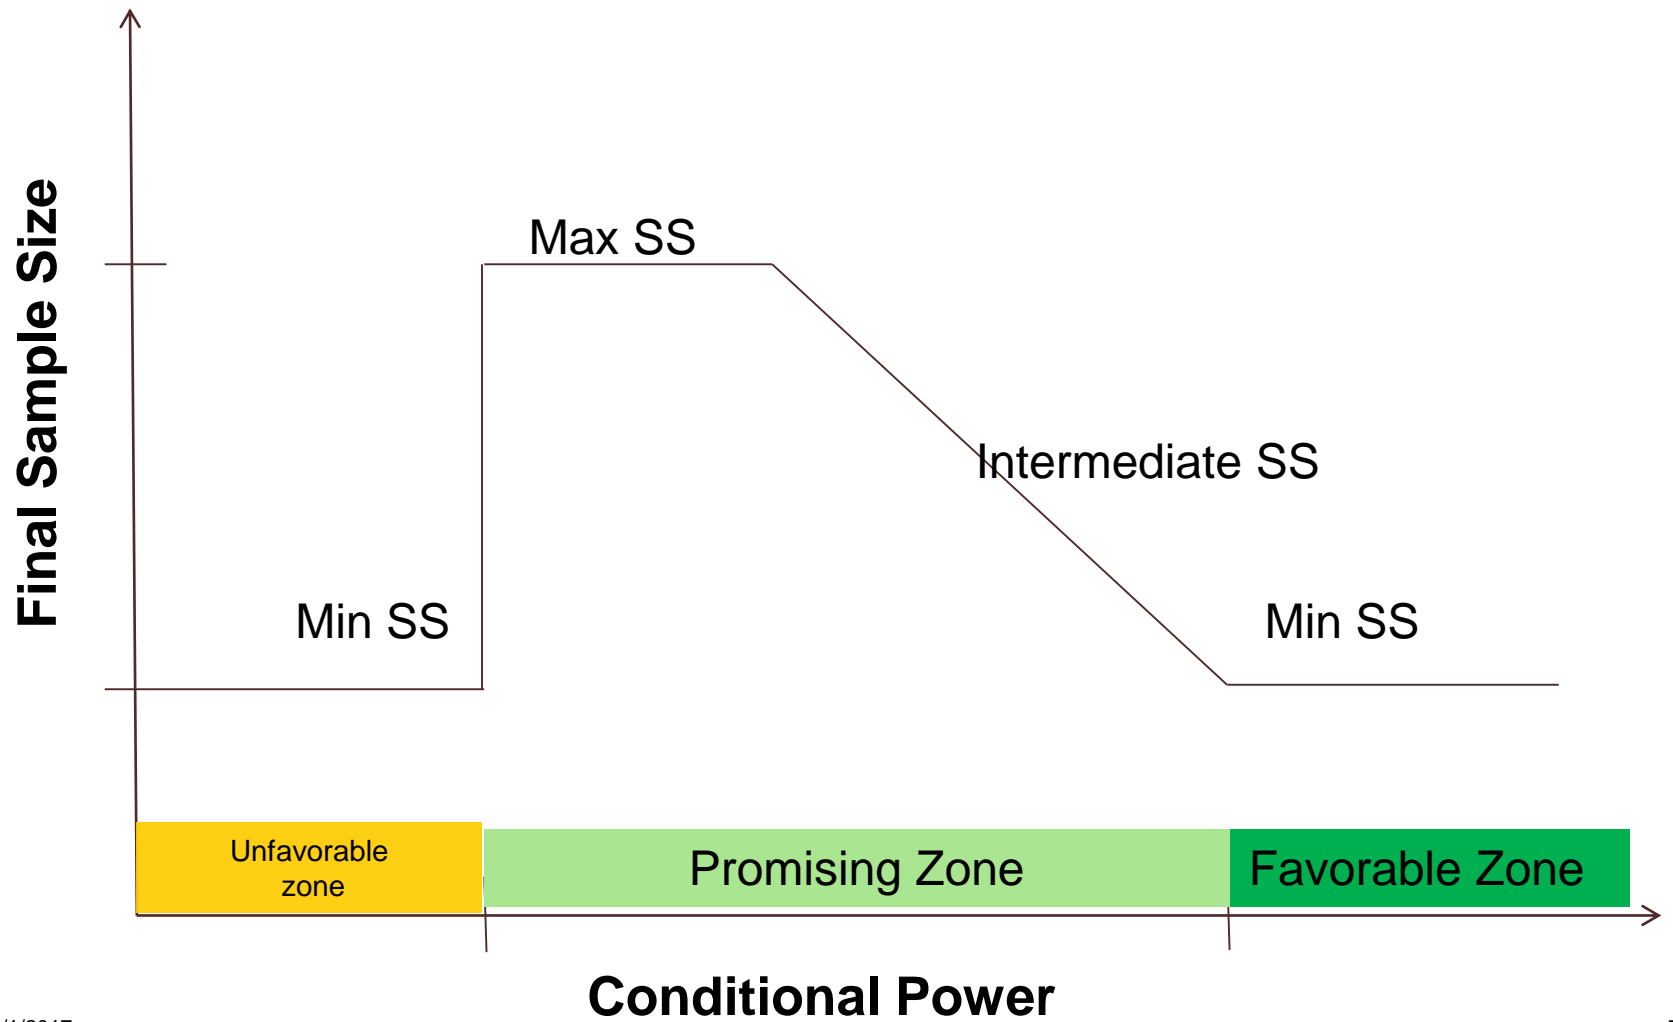 Final Sample Size
Max SS
Intermediate SS
Min SS
Min SS
Unfavorable
zone
Promising Zone
Favorable Zone
Conditional Power